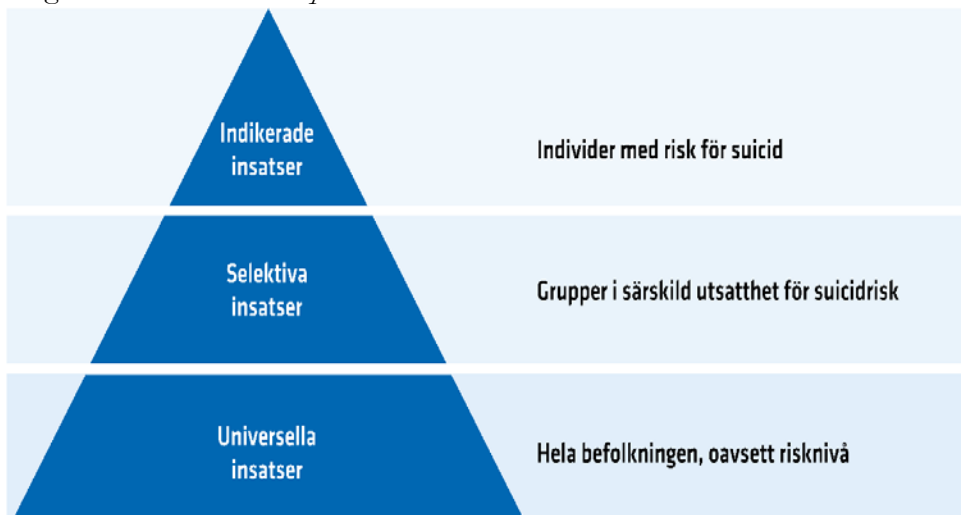 Indikerade
insatser
Individer med risk för suicid
Selektiva
insatser
Grupper i särskild utsatthet för suicidrisk
Universella
insatser
Hela befolkningen, oavsett risknivå